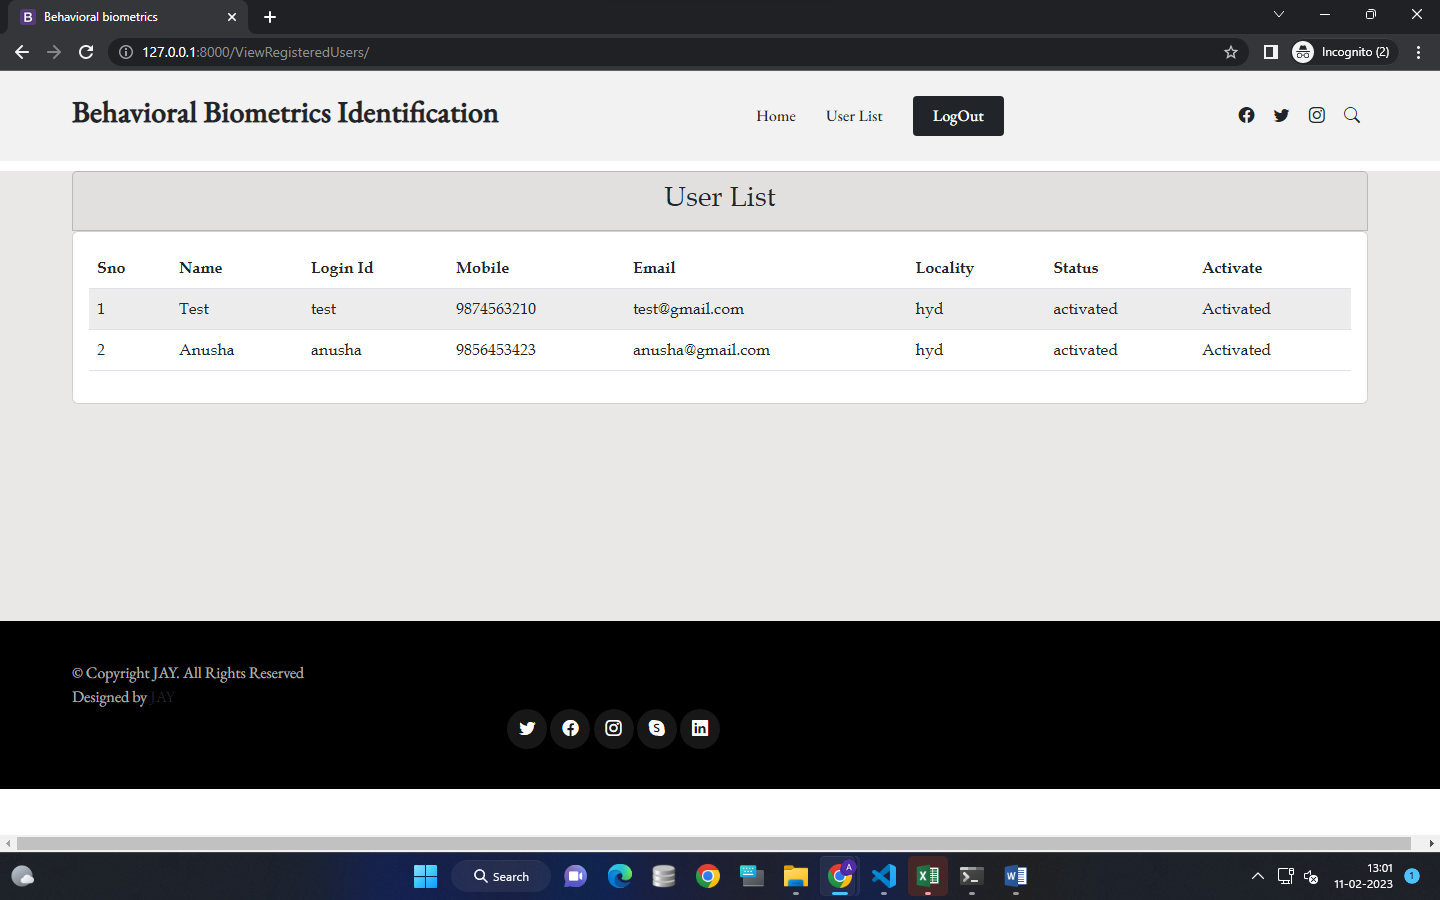 Behavioral biometrics
127.0.0.1:8000/ViewRegisteredUsers/
Incognito (2)
Behavioral Biometrics Identification
Home User List LogOut
User List
Sno Name Login Id Mobile Email Locality Status Activate
1 Test test 9874563210 test@gmail.com hyd activated Activated
2 Anusha anusha 9856453423 anusha@gmail.com hyd activated Activated
© Copyright JAY. All Rights Reserved
Designed by JAY
Search
13:01
11-02-2023
1